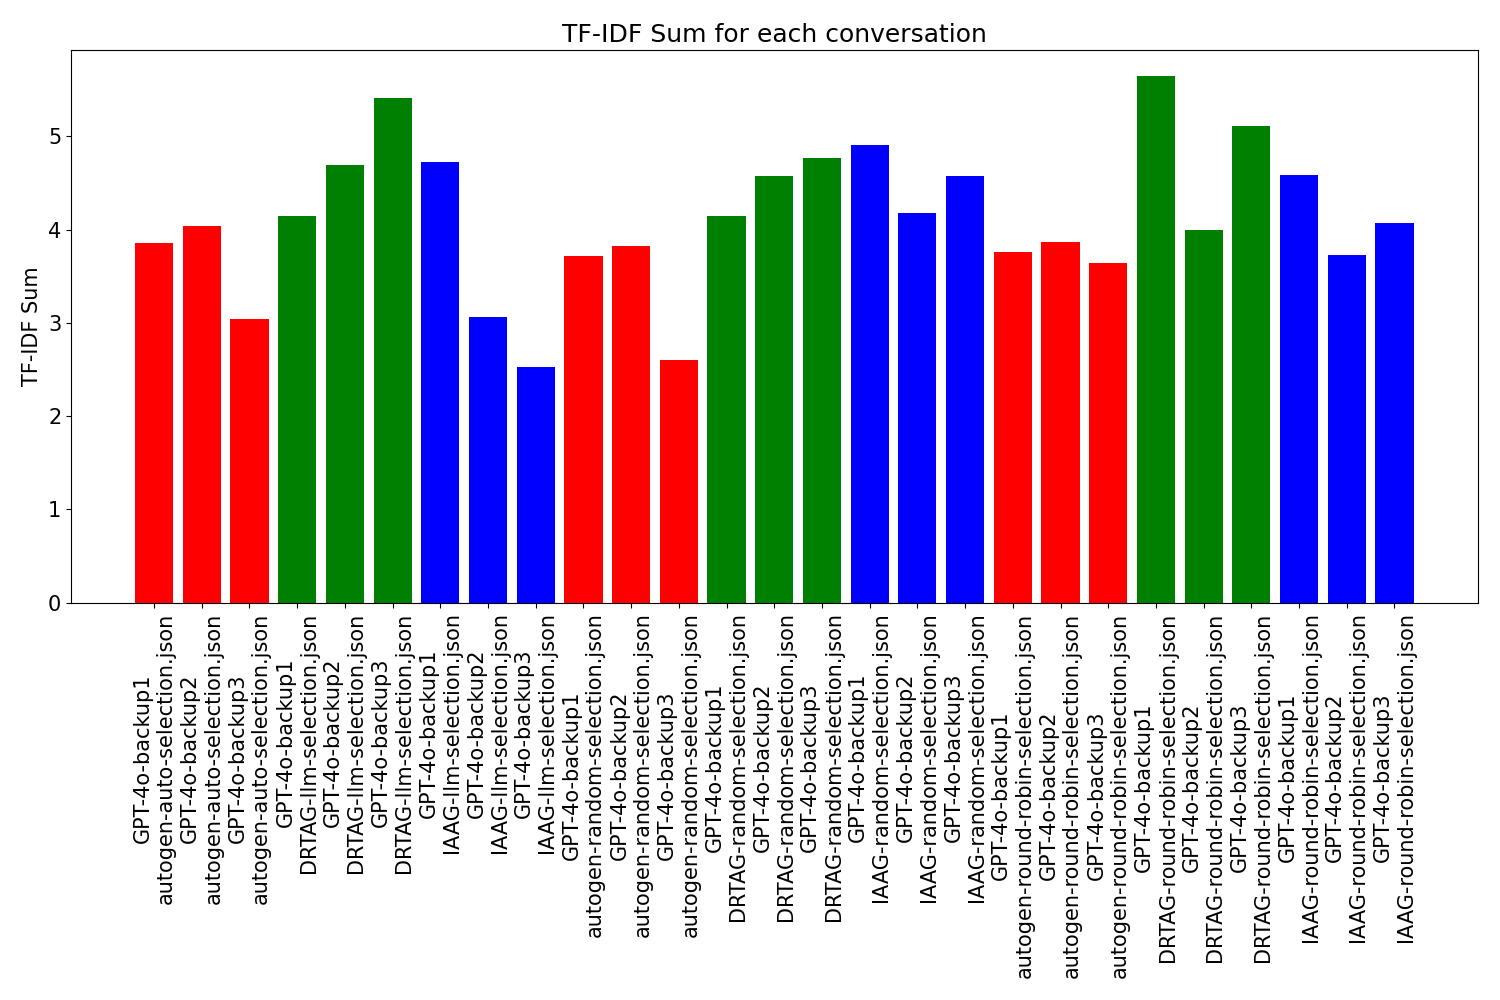 TF-IDF Sum for each conversation
TF-IDF Sum
5
4
3
2
1
0
GPT-4o-backup1
autogen-auto-selection.json
GPT-4o-backup2
autogen-auto-selection.json
GPT-4o-backup3
autogen-auto-selection.json
GPT-4o-backup1
DRTAG-llm-selection.json
GPT-4o-backup2
DRTAG-llm-selection.json
GPT-4o-backup3
DRTAG-llm-selection.json
GPT-4o-backup1
IAAG-llm-selection.json
GPT-4o-backup2
IAAG-llm-selection.json
GPT-4o-backup3
IAAG-llm-selection.json
GPT-4o-backup1
autogen-random-selection.json
GPT-4o-backup2
autogen-random-selection.json
GPT-4o-backup3
autogen-random-selection.json
GPT-4o-backup1
DRTAG-random-selection.json
GPT-4o-backup2
DRTAG-random-selection.json
GPT-4o-backup3
DRTAG-random-selection.json
GPT-4o-backup1
IAAG-random-selection.json
GPT-4o-backup2
IAAG-random-selection.json
GPT-4o-backup3
IAAG-random-selection.json
GPT-4o-backup1
autogen-round-robin-selection.json
GPT-4o-backup2
autogen-round-robin-selection.json
GPT-4o-backup3
autogen-round-robin-selection.json
GPT-4o-backup1
DRTAG-round-robin-selection.json
GPT-4o-backup2
DRTAG-round-robin-selection.json
GPT-4o-backup3
DRTAG-round-robin-selection.json
GPT-4o-backup1
IAAG-round-robin-selection.json
GPT-4o-backup2
IAAG-round-robin-selection.json
GPT-4o-backup3
IAAG-round-robin-selection.json